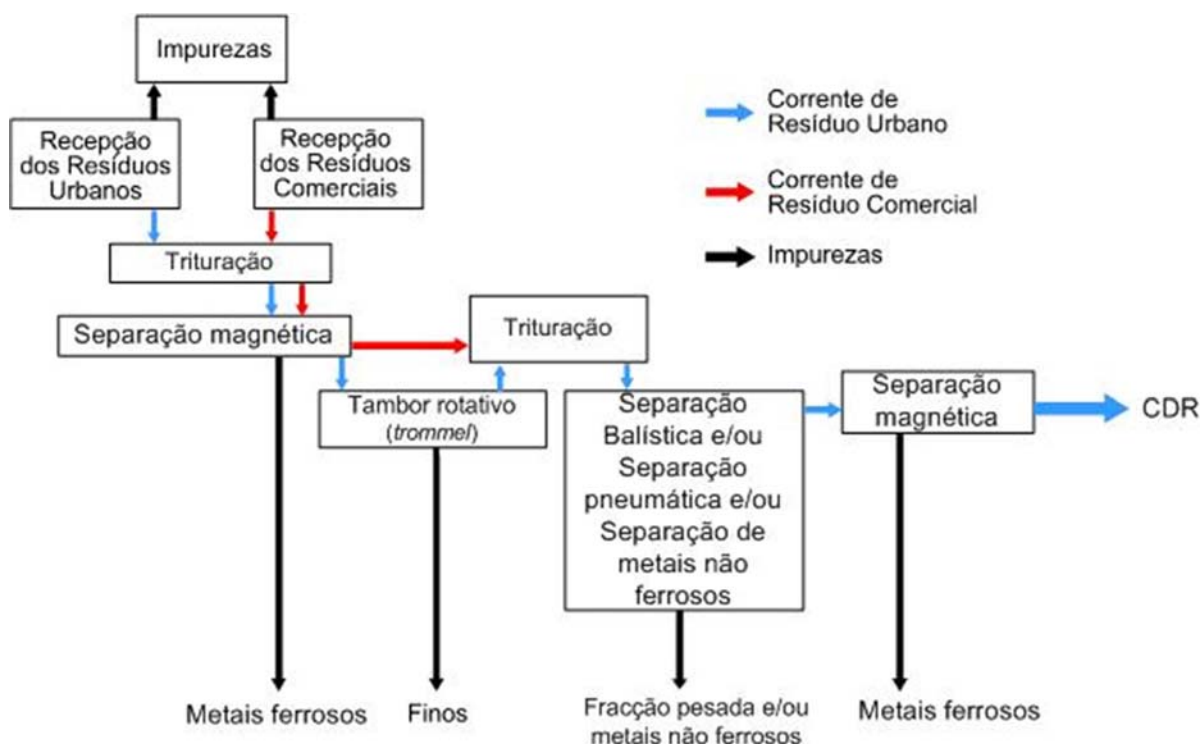 Impurezas
Recepção
dos Resíduos
Urbanos
Recepção
dos Resíduos
Comerciais
Corrente de
Resíduo Urbano
Corrente de
Resíduo Comercial
Impurezas
Trituração
Separação magnética
Trituração
Tambor rotativo
(trommel)
Separação
Balística e/ou
Separação
pneumática e/ou
Separação de
metais não
ferrosos
Separação
magnética
CDR
Metais ferrosos
Finos
Fracção pesada e/ou
metais não ferrosos
Metais ferrosos